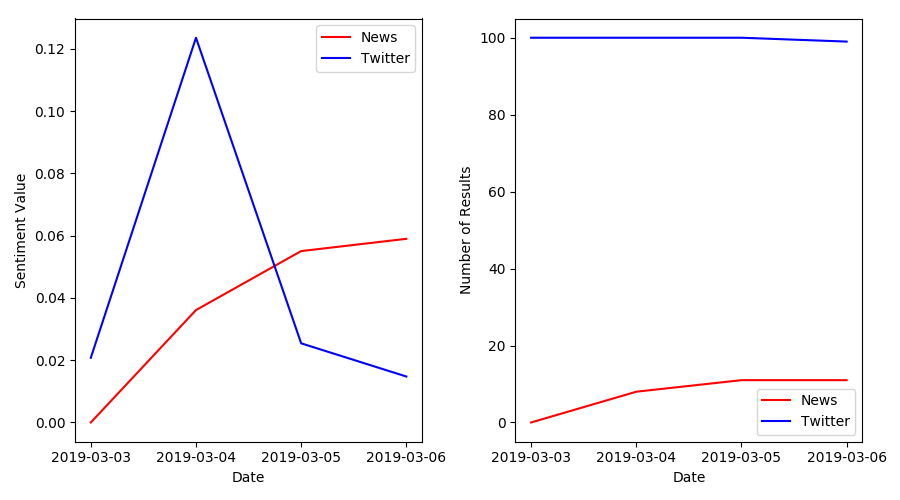 0.12
0.10
0.08
0.06
0.04
0.02
0.00
Sentiment Value
2019-03-03 2019-03-04 2019-03-05 2019-03-06
Date
News
Twitter
100
80
60
40
20
0
Number of Results
2019-03-03 2019-03-04 2019-03-05 2019-03-06
Date
News
Twitter